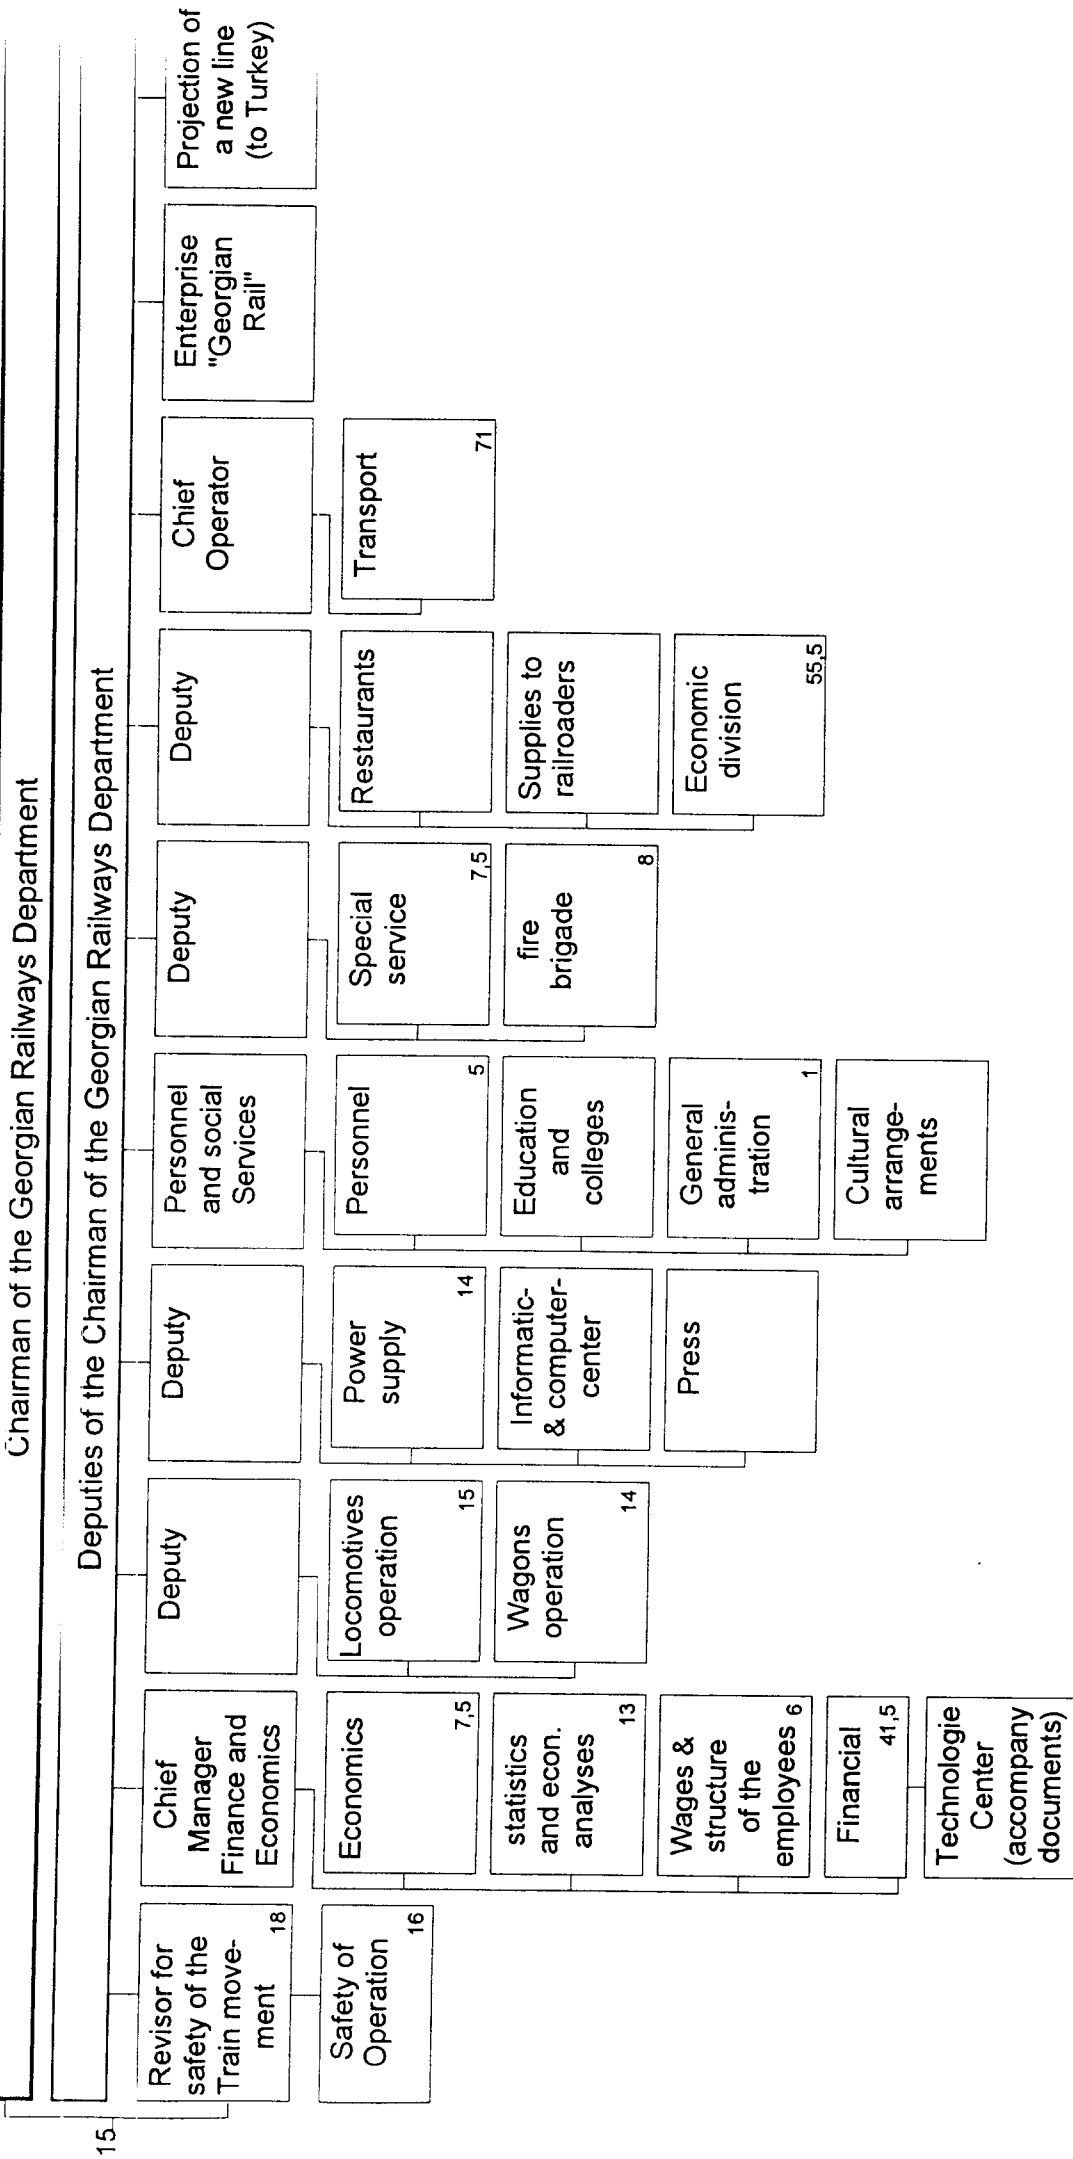 Chairman of the Georgian Railways Department
Deputies of the Chairman of the Georgian Railways Department
15
Revisor for
safety of the
Train move-
ment
18
Safety of
Operation
16
Chief
Manager
Finance and
Economics
Economics
7,5
statistics
and econ.
analyses
13
Wages &
structure
of the
employees 6
Financial
41,5
Technologie
Center
(accompany
documents)
Deputy
Locomotives
operation
15
Wagons
operation
14
Deputy
Power
supply
14
Informatic-
& computer-
center
Press
Personnel
and social
Services
Personnel
5
Education
and
colleges
General
adminis-
tration
1
Cultural
arrange-
ments
Deputy
Special
service
7,5
fire
brigade
8
Deputy
Restaurants
Supplies to
railroaders
Economic
division
55,5
Chief
Operator
Transport
71
Enterprise
"Georgian
Rail"
Projection of
a new line
(to Turkey)